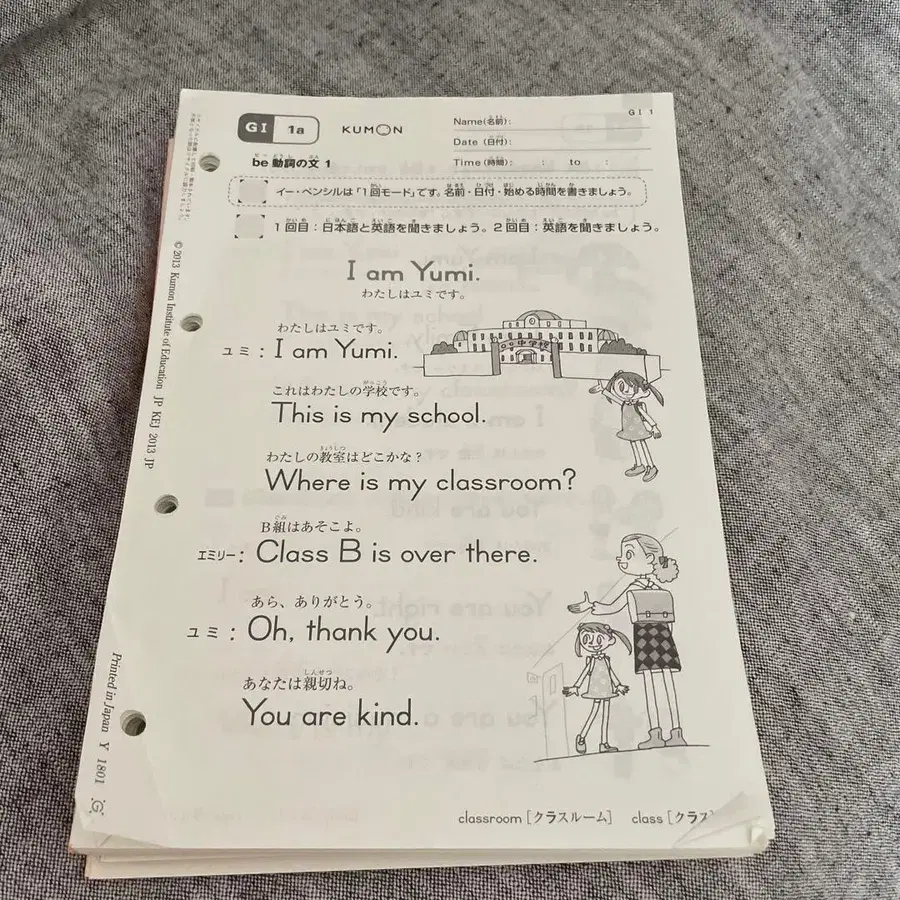 GI 1
GI 1a KUMON
Name(名前):
Date (日付):
Time (時間): : to :
be動詞の文 1
イー・ペンシルは「1回モード」です。名前・日付・始める時間を書きましょう。
1回目:日本語と英語を聞きましょう。2回目:英語を聞きましょう。
I am Yumi.
わたしはユミです。
わたしはユミです。
ユミ: I am Yumi.
これはわたしの学校です。
This is my school.
わたしの教室はどこかな?
Where is my classroom?
B組はあそこよ。
エミリー: Class B is over there.
あら、ありがとう。
ユミ: Oh, thank you.
あなたは親切ね。
You are kind.
classroom [クラスルーム] class [クラス
© 2013 Kumon Institute of Education JP KEJ 2013 JP
Printed in Japan Y 1801
中学校